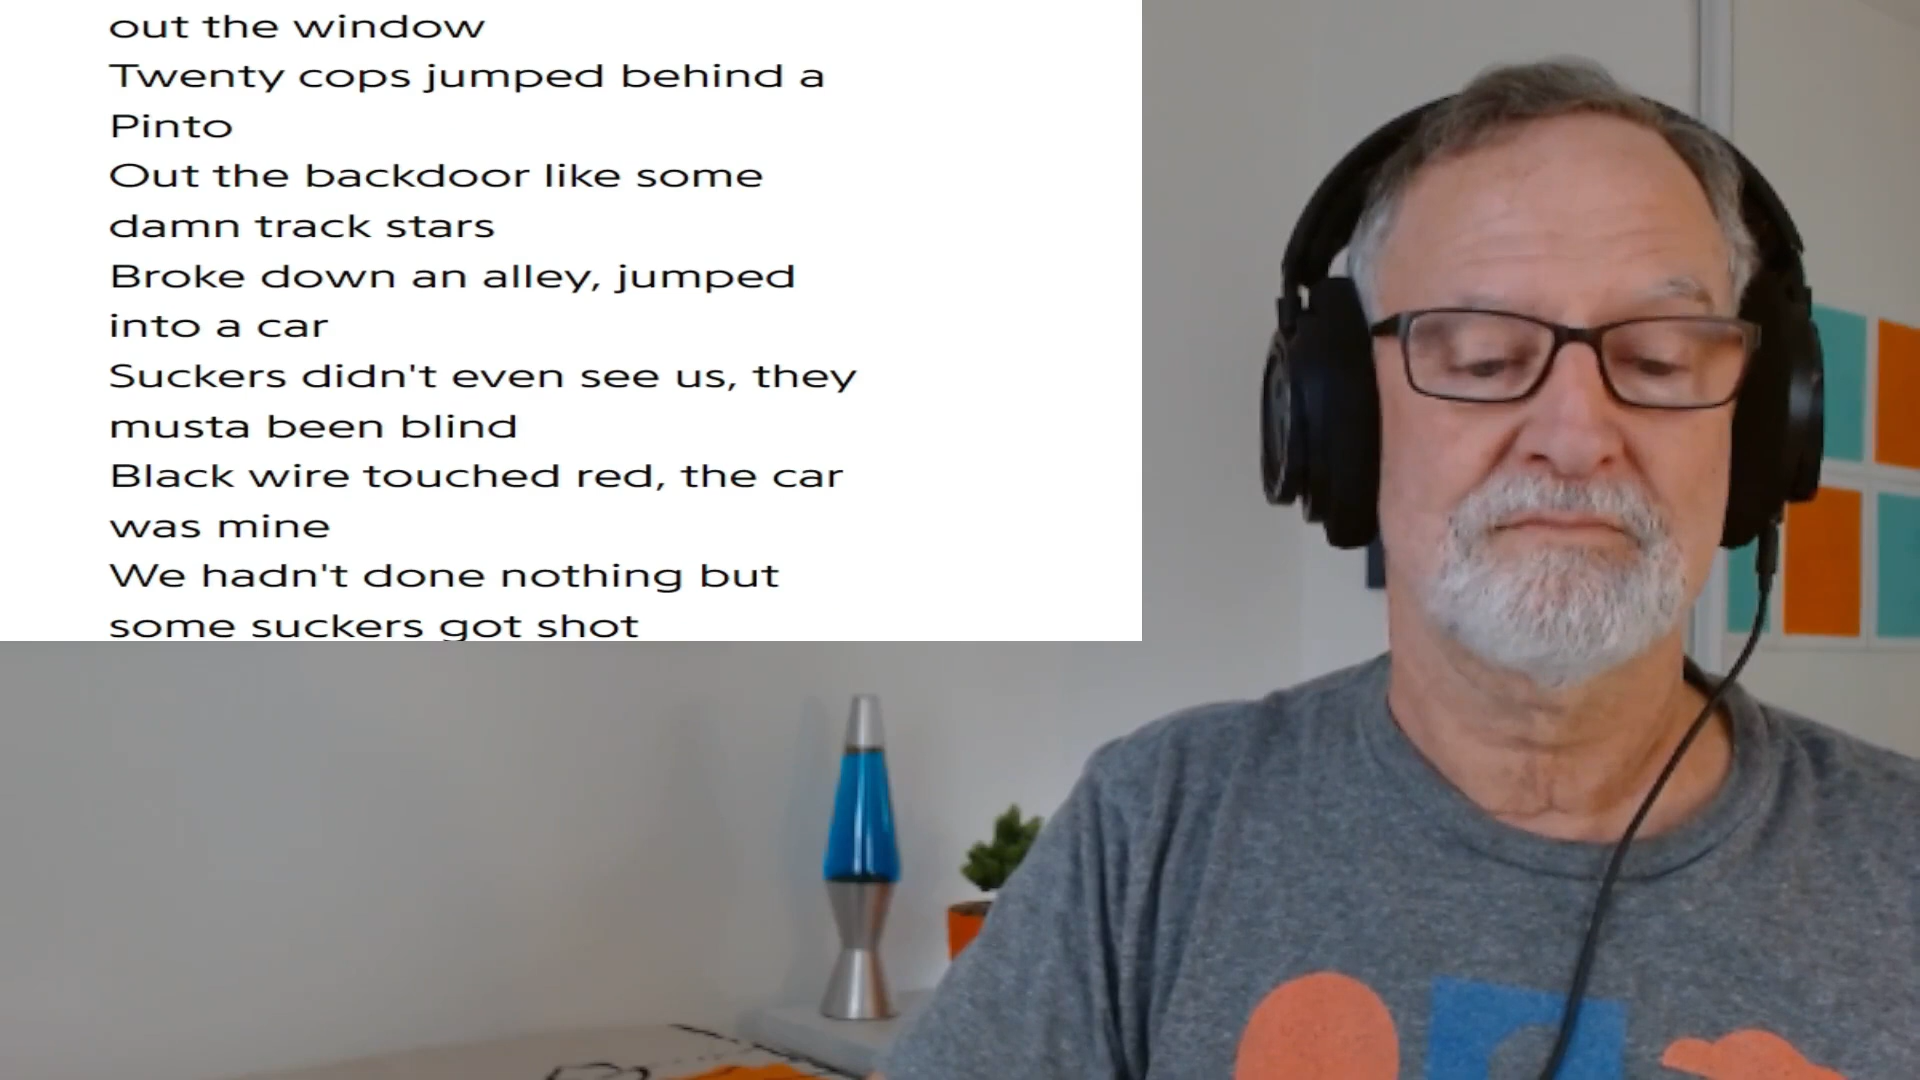 out the window
Twenty cops jumped behind a
Pinto
Out the backdoor like some
damn track stars
Broke down an alley, jumped
into a car
Suckers didn't even see us, they
musta been blind
Black wire touched red, the car
was mine
We hadn't done nothing but
some suckers got shot